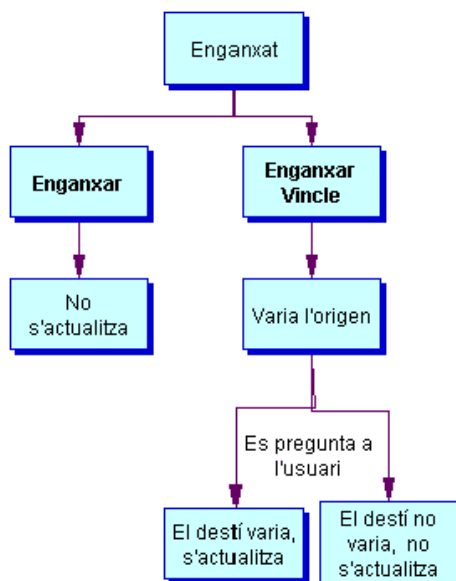 Enganxat
Enganxar
Enganxar
Vincle
No
s'actualitza
Varia l'origen
Es pregunta a
l'usuari
El destí varia,
s'actualitza
El destí no
varia, no
s'actualitza